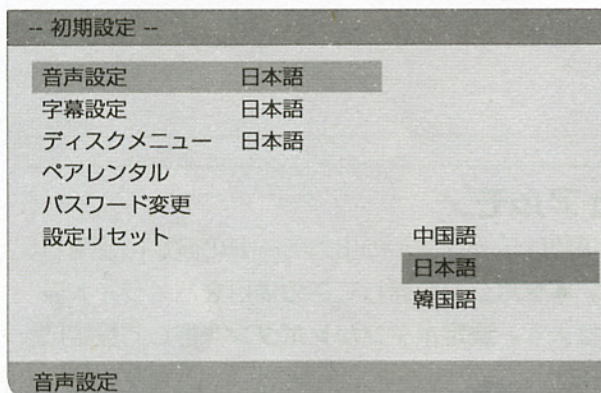 -- 初期設定 --
音声設定 日本語
字幕設定 日本語
ディスクメニュー 日本語
ペアレンタル
パスワード変更
設定リセット
中国語
日本語
韓国語
音声設定